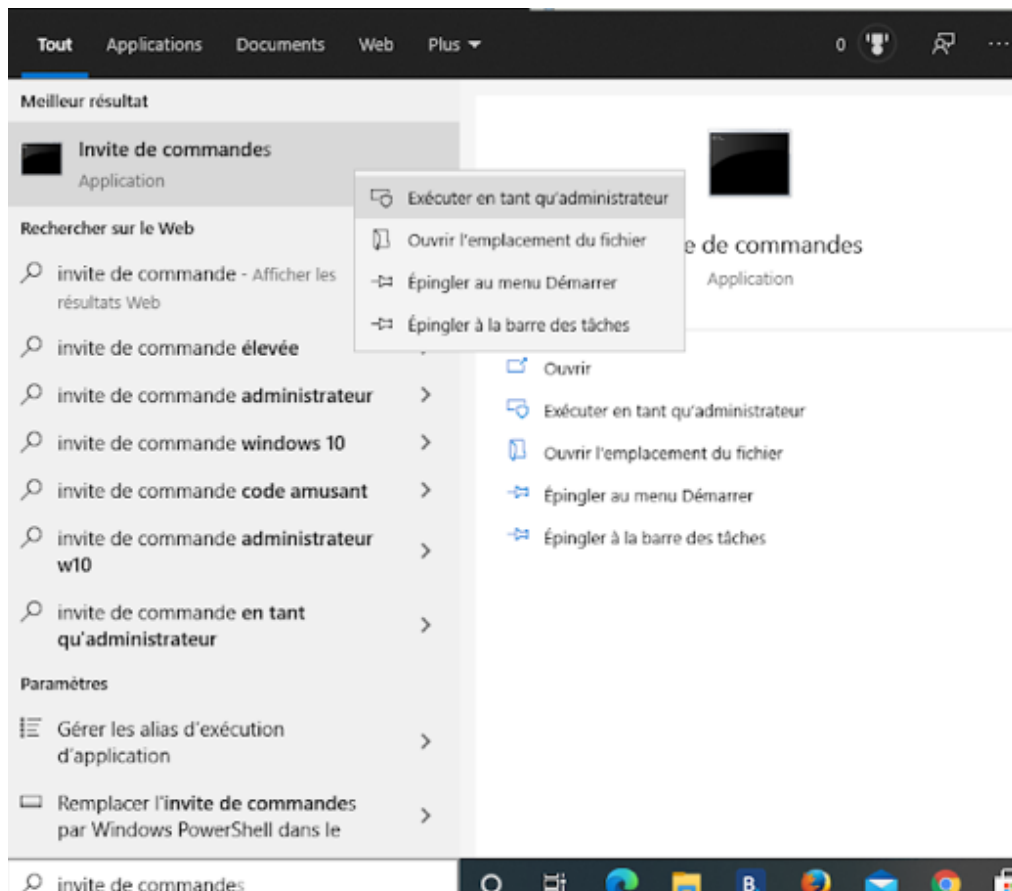 Tout Applications Documents Web Plus 0 ...
Meilleur résultat
Invite de commandes
Application
Exécuter en tant qu'administrateur
Ouvrir l'emplacement du fichier
Épingler au menu Démarrer
Épingler à la barre des tâches
Rechercher sur le Web
invite de commande - Afficher les
résultats Web
invite de commande élevée
invite de commande administrateur
invite de commande windows 10
invite de commande code amusant
invite de commande administrateur
w10
invite de commande en tant
qu'administrateur
Paramètres
Gérer les alias d'exécution
d'application
Remplacer l'invite de commandes
par Windows PowerShell dans le
invite de commandes
e de commandes
Application
Ouvrir
Exécuter en tant qu'administrateur
Ouvrir l'emplacement du fichier
Épingler au menu Démarrer
Épingler à la barre des tâches
B.